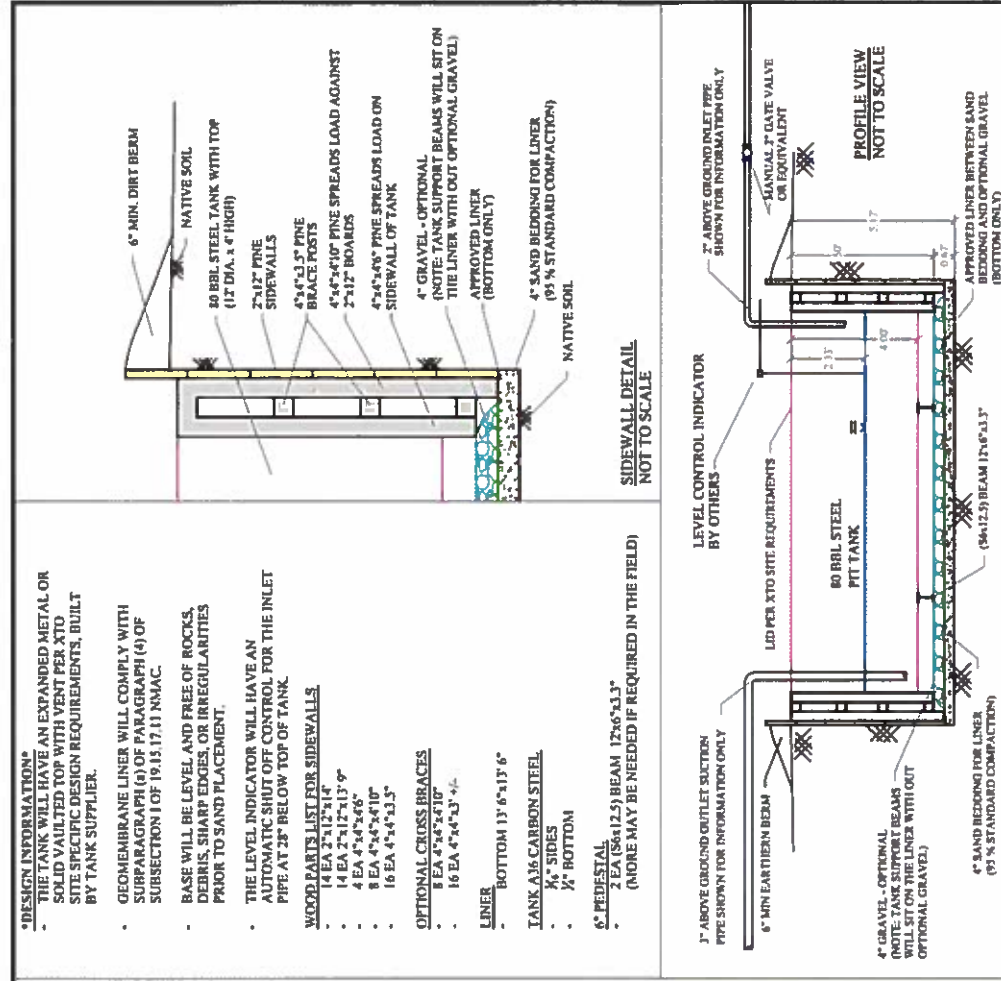 "DESIGN INFORMATION"
- THE TANK WILL HAVE AN EXPANDED METAL OR
SOLID VAULTED TOP WITH VENT PER XTO
SITE SPECIFIC DESIGN REQUIREMENTS, BUILT
BY TANK SUPPLIER.
- GEOMEMBRANE LINER WILL COMPLY WITH
SUBPARAGRAPH (a) OF PARAGRAPH (4) OF
SUBSECTION I OF 19.15.17.11 NMAC.
- BASE WILL BE LEVEL AND FREE OF ROCKS,
DEBRIS, SHARP EDGES, OR IRREGULARITIES
PRIOR TO SAND PLACEMENT.
- THE LEVEL INDICATOR WILL HAVE AN
AUTOMATIC SHUT OFF CONTROL FOR THE INLET
PIPE AT 28" BELOW TOP OF TANK.
WOOD PARTS LIST FOR SIDEWALLS
- 14 EA 2"x12"x14'
- 14 EA 2"x12"x13'9"
- 4 EA 4"x4"x4'6"
- 8 EA 4"x4"x4'10"
- 16 EA 4"x4"x3.5"
OPTIONAL CROSS BRACES
- 8 EA 4"x4"x4'10"
- 16 EA 4"x4"x3' +/-
LINER
- BOTTOM 13' 6"x13' 6"
TANK A36 CARBON STEEL
SIDES
- ¼" BOTTOM
6" PEDESTAL
- 2 EA (S6x12.5) BEAM 12'x6"x3.3"
(MORE MAY BE NEEDED IF REQUIRED IN THE FIELD)
6" MIN. DIRT BERM
NATIVE SOIL
80 BBL STEEL TANK WITH TOP
(12' DIA. x 4' HIGH)
2"x12" PINE
SIDEWALLS
4"x4"x3.5" PINE
BRACE POSTS
4"x4"x4'10" PINE SPREADS LOAD AGAINST
2"x12" BOARDS
4"x4"x4'6" PINE SPREADS LOAD ON
SIDEWALL OF TANK
4" GRAVEL - OPTIONAL
(NOTE: TANK SUPPORT BEAMS WILL SIT ON
THE LINER WITH OUT OPTIONAL GRAVEL)
APPROVED LINER
(BOTTOM ONLY)
4" SAND BEDDING FOR LINER
(95 % STANDARD COMPACTION)
NATIVE SOIL
SIDEWALL DETAIL
NOT TO SCALE
3" ABOVE GROUND OUTLET SUCTION
PIPE SHOWN FOR INFORMATION ONLY
6" MIN EARTHERN BERM
4" GRAVEL - OPTIONAL
(NOTE: TANK SUPPORT BEAMS
WILL SIT ON THE LINER WITH OUT
OPTIONAL GRAVEL)
4" SAND BEDDING FOR LINER
(95 % STANDARD COMPACTION)
LEVEL CONTROL INDICATOR
BY OTHERS
LID PER XTO SITE REQUIREMENTS
80 BBL STEEL
PIT TANK
2.33'
4.00'
0.67'
(S6x12.5) BEAM 12'x6"x3.3"
2" ABOVE GROUND INLET PIPE
SHOWN FOR INFORMATION ONLY
MANUAL 2" GATE VALVE
OR EQUIVALENT
PROFILE VIEW
NOT TO SCALE
APPROVED LINER BETWEEN SAND
BEDDING AND OPTIONAL GRAVEL
(BOTTOM ONLY)